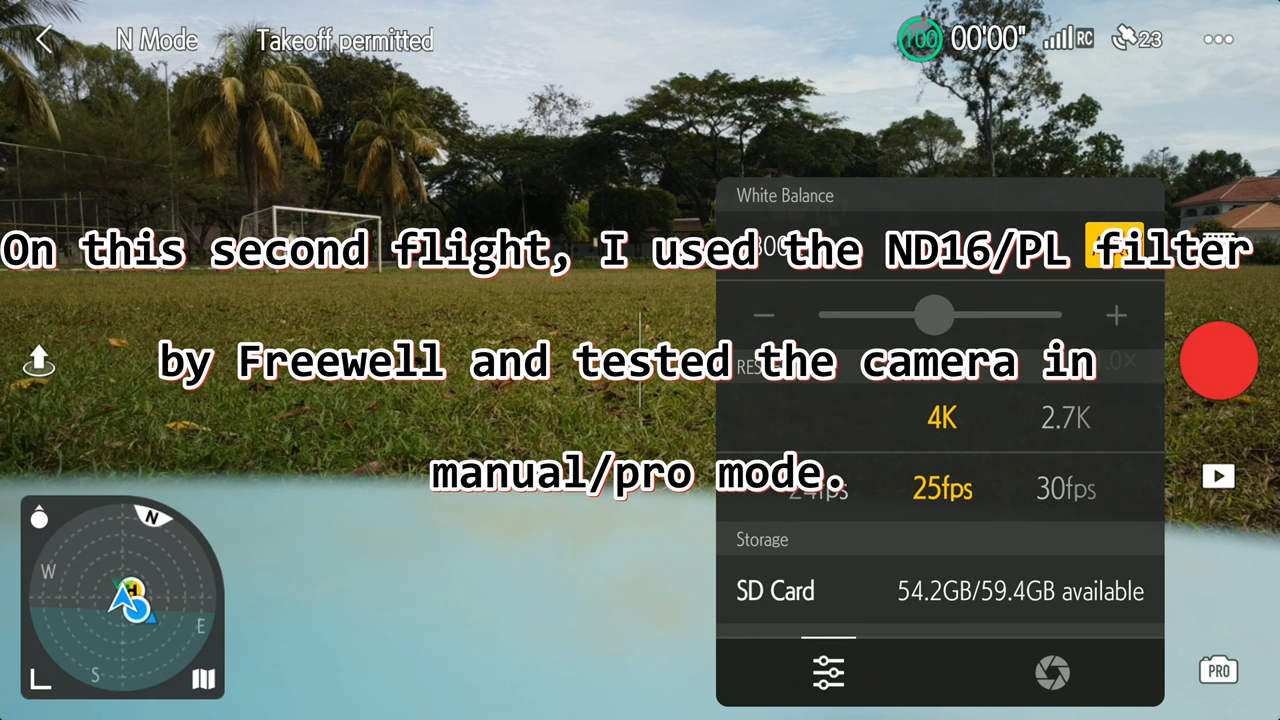 N Mode
Takeoff permitted
100
00'00"
RC
23
White Balance
On this second flight, I used the ND16/PL filter
by Freewell and tested the camera in
4K
2.7K
manual/pro mode.
24fps
25fps
30fps
Storage
SD Card
54.2GB/59.4GB available
N
W
H
E
S
PRO